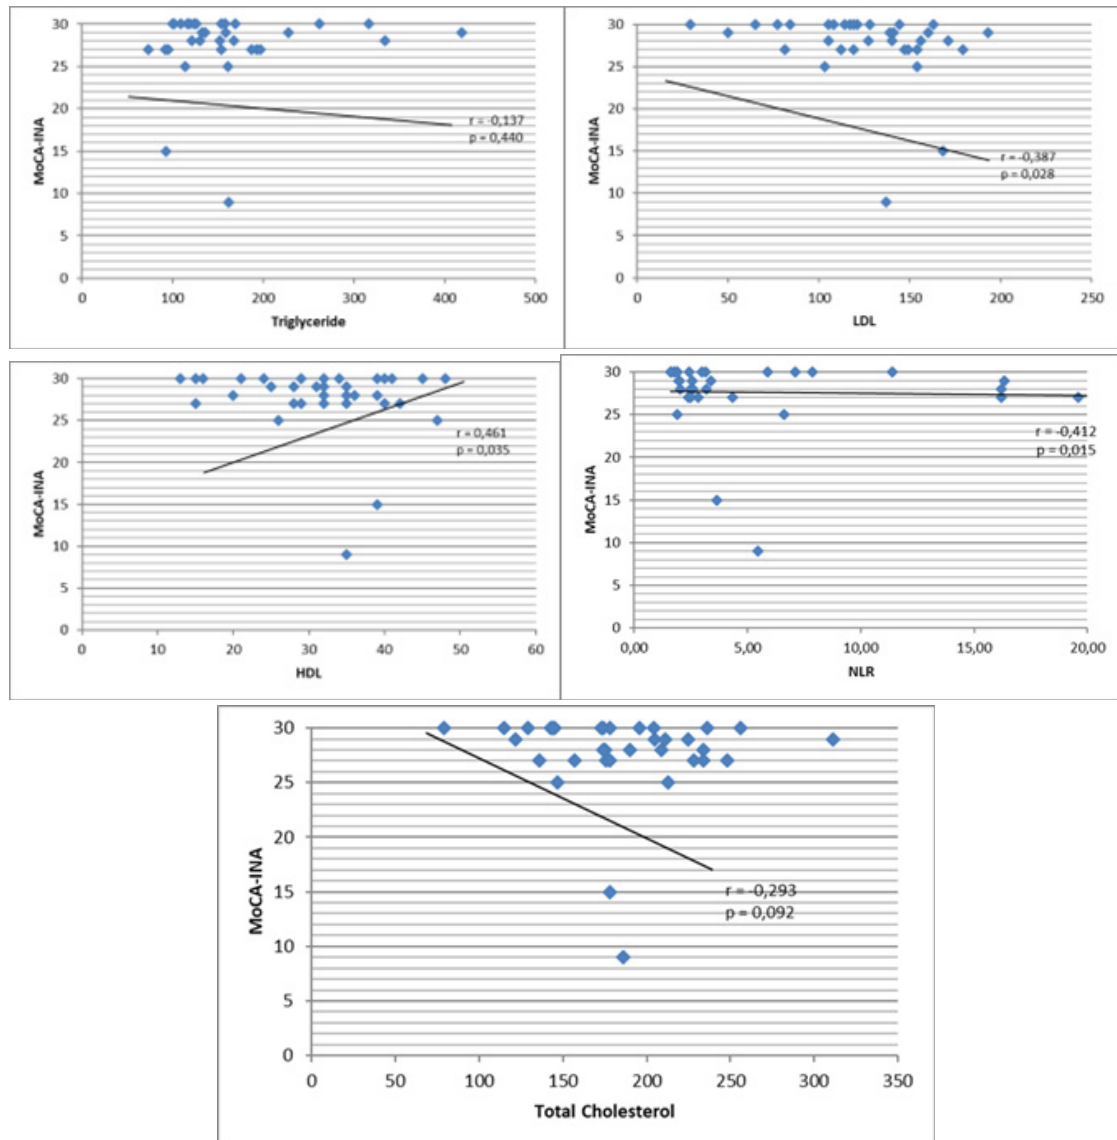 30
25
20
15
10
5
0
MoCA-INA
r = -0,137
p = 0,440
0 100 200 300 400 500
Triglyceride
30
25
20
15
10
5
0
MoCA-INA
r = -0,387
p = 0,028
0 50 100 150 200 250
LDL
30
25
20
15
10
5
0
MoCA-INA
r = 0,461
p = 0,035
0 10 20 30 40 50 60
HDL
30
25
20
15
10
5
0
MoCA-INA
r = -0,412
p = 0,015
0,00 5,00 10,00 15,00 20,00
NLR
30
25
20
15
10
5
0
MoCA-INA
r = -0,293
p = 0,092
0 50 100 150 200 250 300 350
Total Cholesterol